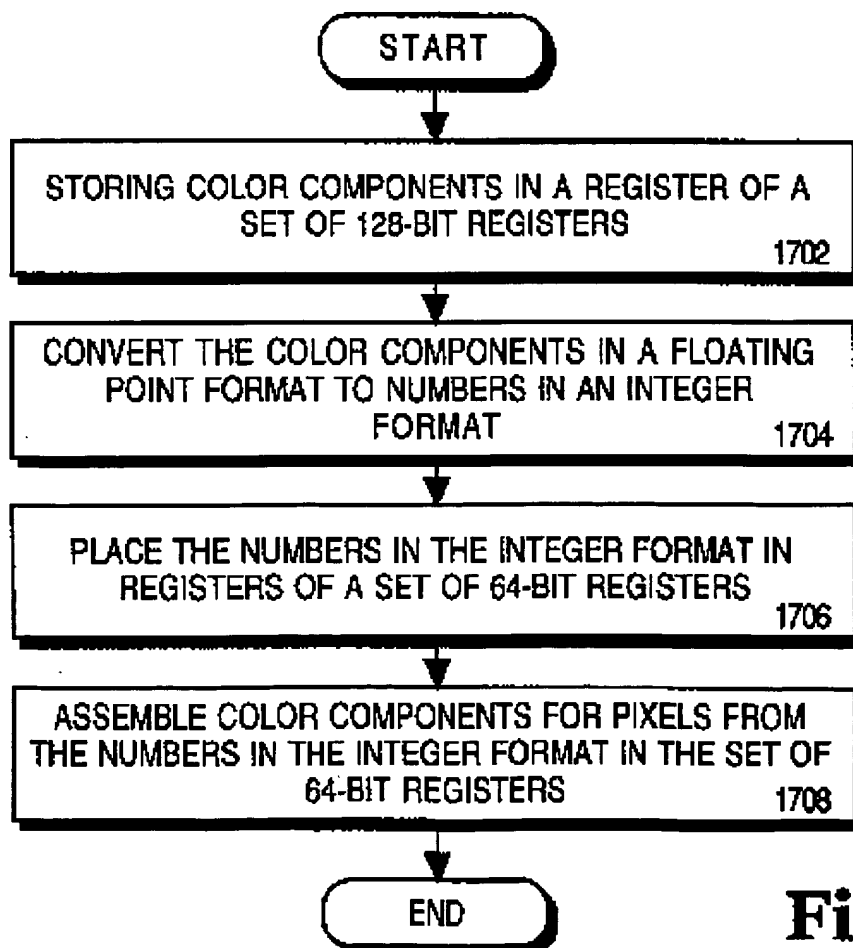 START
STORING COLOR COMPONENTS IN A REGISTER OF A
SET OF 128-BIT REGISTERS
1702
CONVERT THE COLOR COMPONENTS IN A FLOATING
POINT FORMAT TO NUMBERS IN AN INTEGER
FORMAT
1704
PLACE THE NUMBERS IN THE INTEGER FORMAT IN
REGISTERS OF A SET OF 64-BIT REGISTERS
1706
ASSEMBLE COLOR COMPONENTS FOR PIXELS FROM
THE NUMBERS IN THE INTEGER FORMAT IN THE SET OF
64-BIT REGISTERS
1708
END
Fi